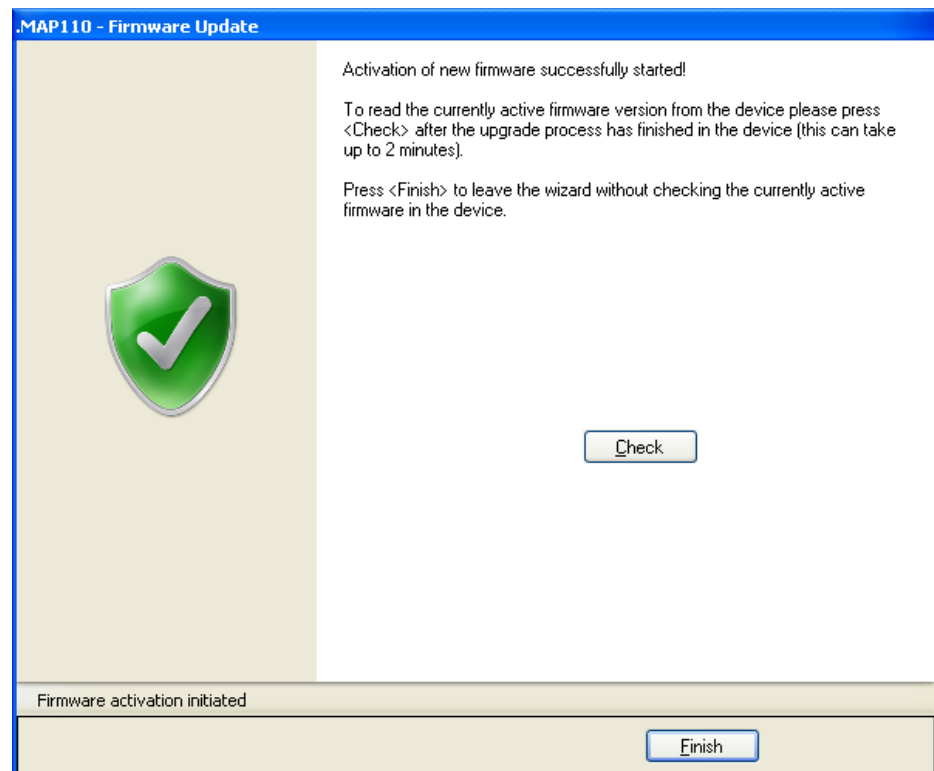 .MAP110 - Firmware Update
Activation of new firmware successfully started!
To read the currently active firmware version from the device please press
<Check> after the upgrade process has finished in the device (this can take
up to 2 minutes).
Press <Finish> to leave the wizard without checking the currently active
firmware in the device.
Check
Firmware activation initiated
Finish